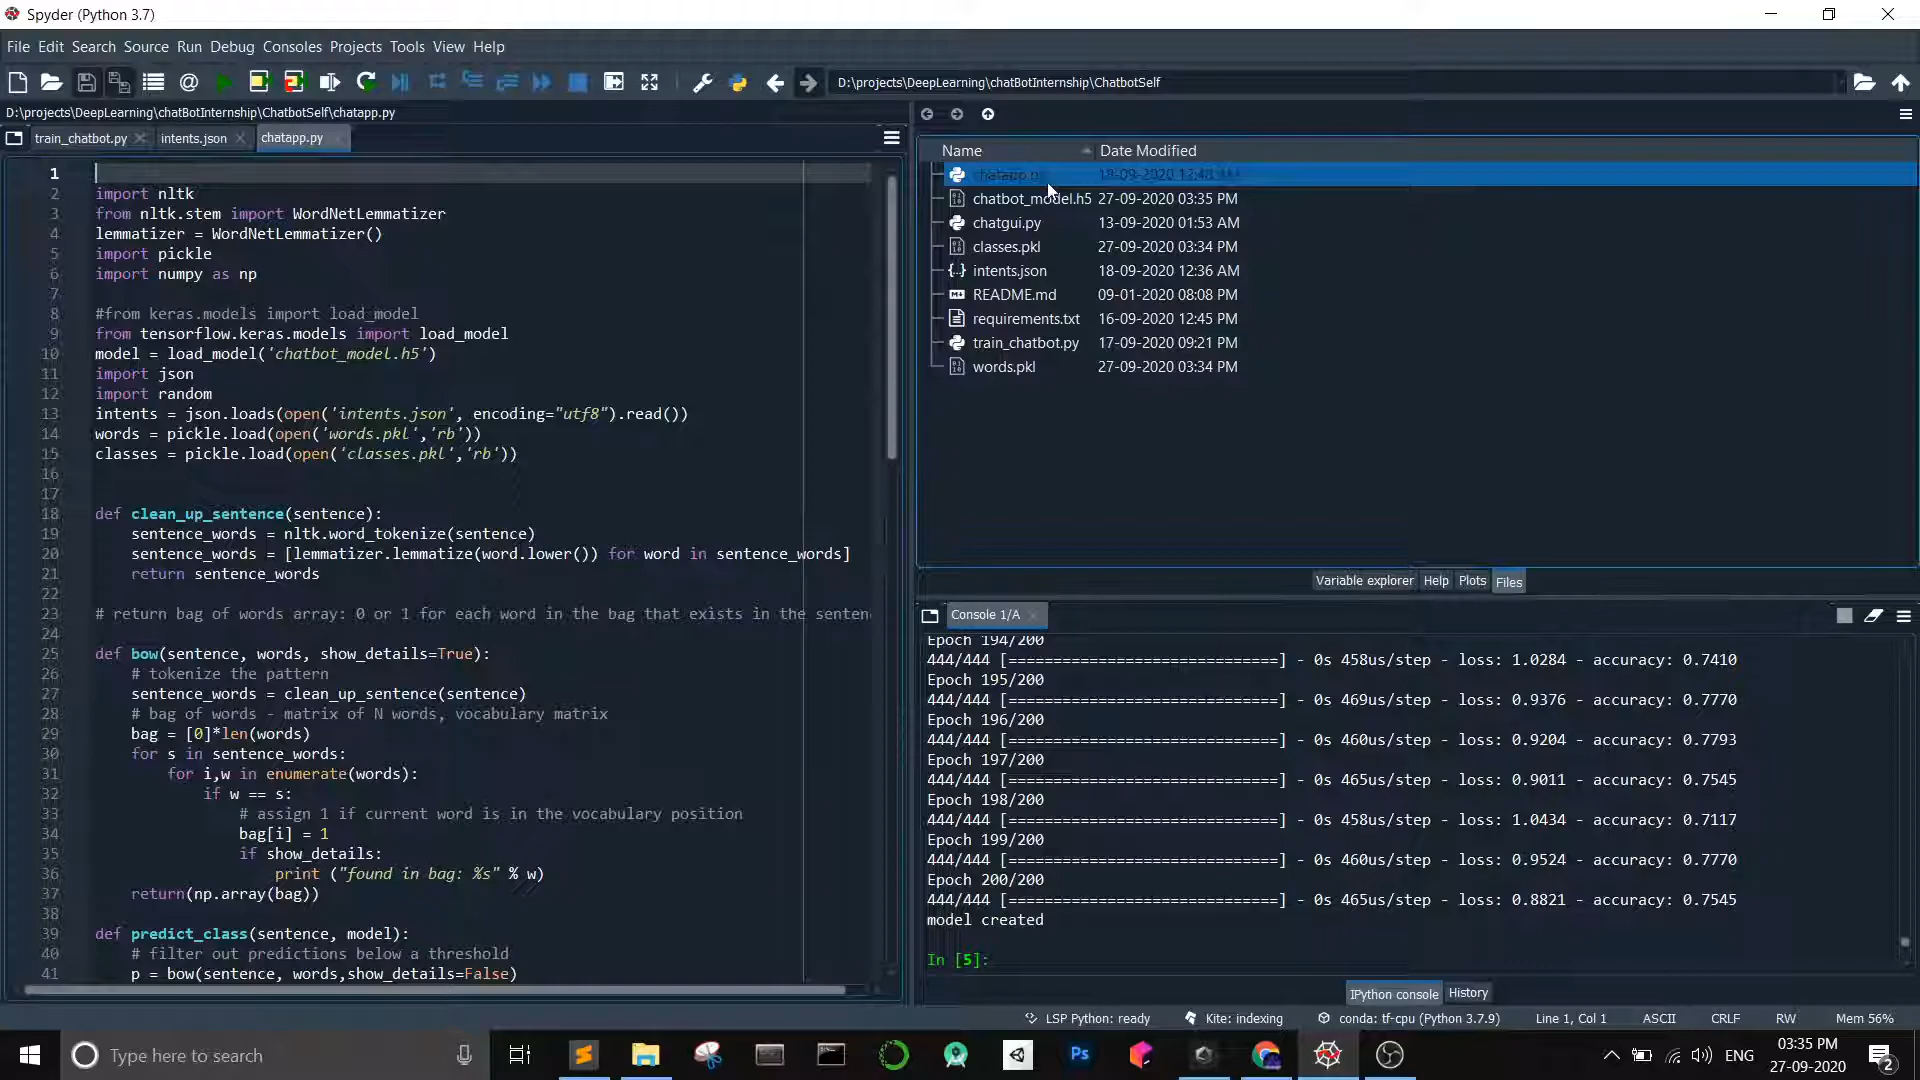 Spyder (Python 3.7)
File Edit Search Source Run Debug Consoles Projects Tools View Help
D:\projects\DeepLearning\chatBotInternship\ChatbotSelf
D:\projects\DeepLearning\chatBotInternship\ChatbotSelf\chatapp.py
train_chatbot.py intents.json chatapp.py
1
2 import nltk
3 from nltk.stem import WordNetLemmatizer
4 lemmatizer = WordNetLemmatizer()
5 import pickle
6 import numpy as np
7
8 #from keras.models import load_model
9 from tensorflow.keras.models import load_model
10 model = load_model('chatbot_model.h5')
11 import json
12 import random
13 intents = json.loads(open('intents.json', encoding="utf8").read())
14 words = pickle.load(open('words.pkl','rb'))
15 classes = pickle.load(open('classes.pkl','rb'))
16
17
18 def clean_up_sentence(sentence):
19 sentence_words = nltk.word_tokenize(sentence)
20 sentence_words = [lemmatizer.lemmatize(word.lower()) for word in sentence_words]
21 return sentence_words
22
23 # return bag of words array: 0 or 1 for each word in the bag that exists in the senten
24
25 def bow(sentence, words, show_details=True):
26 # tokenize the pattern
27 sentence_words = clean_up_sentence(sentence)
28 # bag of words - matrix of N words, vocabulary matrix
29 bag = [0]*len(words)
30 for s in sentence_words:
31 for i,w in enumerate(words):
32 if w == s:
33 # assign 1 if current word is in the vocabulary position
34 bag[i] = 1
35 if show_details:
36 print ("found in bag: %s" % w)
37 return(np.array(bag))
38
39 def predict_class(sentence, model):
40 # filter out predictions below a threshold
41 p = bow(sentence, words,show_details=False)
Name Date Modified
chatbot_model.h5 27-09-2020 03:35 PM
chatgui.py 13-09-2020 01:53 AM
classes.pkl 27-09-2020 03:34 PM
intents.json 18-09-2020 12:36 AM
README.md 09-01-2020 08:08 PM
requirements.txt 16-09-2020 12:45 PM
train_chatbot.py 17-09-2020 09:21 PM
words.pkl 27-09-2020 03:34 PM
Variable explorer Help Plots Files
Console 1/A
Epoch 194/200
444/444 [==============================] - 0s 458us/step - loss: 1.0284 - accuracy: 0.7410
Epoch 195/200
444/444 [==============================] - 0s 469us/step - loss: 0.9376 - accuracy: 0.7770
Epoch 196/200
444/444 [==============================] - 0s 460us/step - loss: 0.9204 - accuracy: 0.7793
Epoch 197/200
444/444 [==============================] - 0s 465us/step - loss: 0.9011 - accuracy: 0.7545
Epoch 198/200
444/444 [==============================] - 0s 458us/step - loss: 1.0434 - accuracy: 0.7117
Epoch 199/200
444/444 [==============================] - 0s 460us/step - loss: 0.9524 - accuracy: 0.7770
Epoch 200/200
444/444 [==============================] - 0s 465us/step - loss: 0.8821 - accuracy: 0.7545
model created
In [5]:
IPython console History
LSP Python: ready Kite: indexing conda: tf-cpu (Python 3.7.9) Line 1, Col 1 ASCII CRLF RW Mem 56%
Type here to search
Ps
ENG
03:35 PM
27-09-2020
2